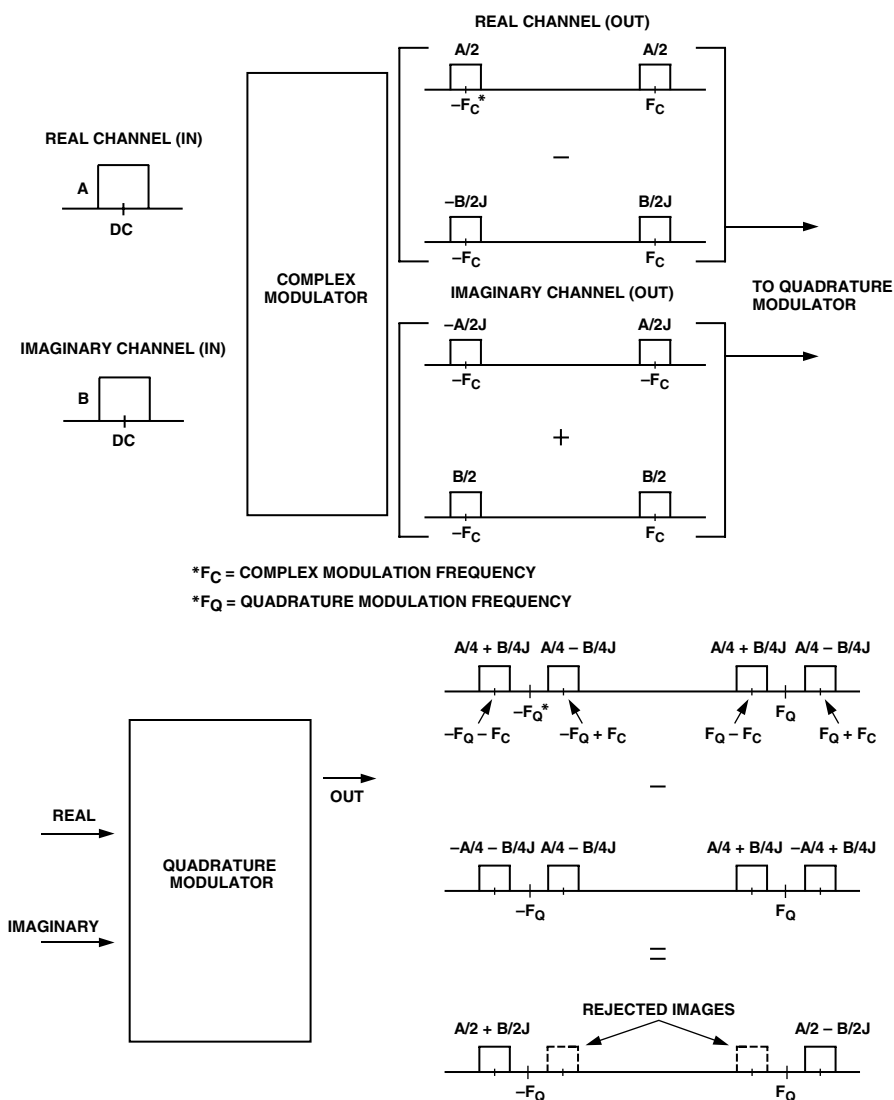 REAL CHANNEL (OUT)
A/2 A/2
–FC* FC
REAL CHANNEL (IN)
–
A
DC
–B/2J B/2J
–FC FC
COMPLEX
MODULATOR
TO QUADRATURE
MODULATOR
IMAGINARY CHANNEL (OUT)
–A/2J A/2J
–FC –FC
IMAGINARY CHANNEL (IN)
B
DC
+
B/2 B/2
–FC FC
*FC = COMPLEX MODULATION FREQUENCY
*FQ = QUADRATURE MODULATION FREQUENCY
A/4 + B/4J A/4 – B/4J A/4 + B/4J A/4 – B/4J
–FQ* FQ
–FQ – FC –FQ + FC FQ – FC FQ + FC
OUT
–
REAL
QUADRATURE
MODULATOR
IMAGINARY
–A/4 – B/4J A/4 – B/4J A/4 + B/4J –A/4 + B/4J
–FQ FQ
=
REJECTED IMAGES
A/2 + B/2J A/2 – B/2J
–FQ FQ